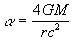 α = 4GM / rc²